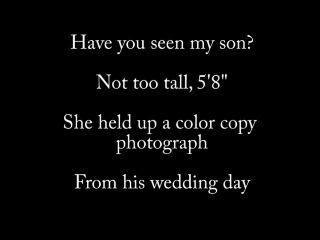 Have you seen my son?
Not too tall, 5'8"
She held up a color copy
photograph
From his wedding day